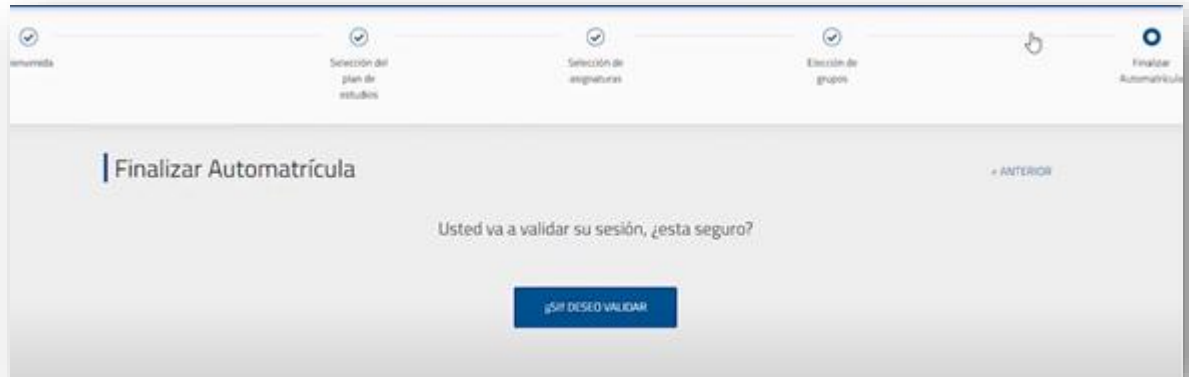 envenida
Selección del
plan de
estudios
Selección de
asignaturas
Elección de
grupos
Finalizar
Automatrícula
Finalizar Automatrícula
« ANTERIOR
Usted va a validar su sesión, ¿esta seguro?
¡¡SI!! DESEO VALIDAR